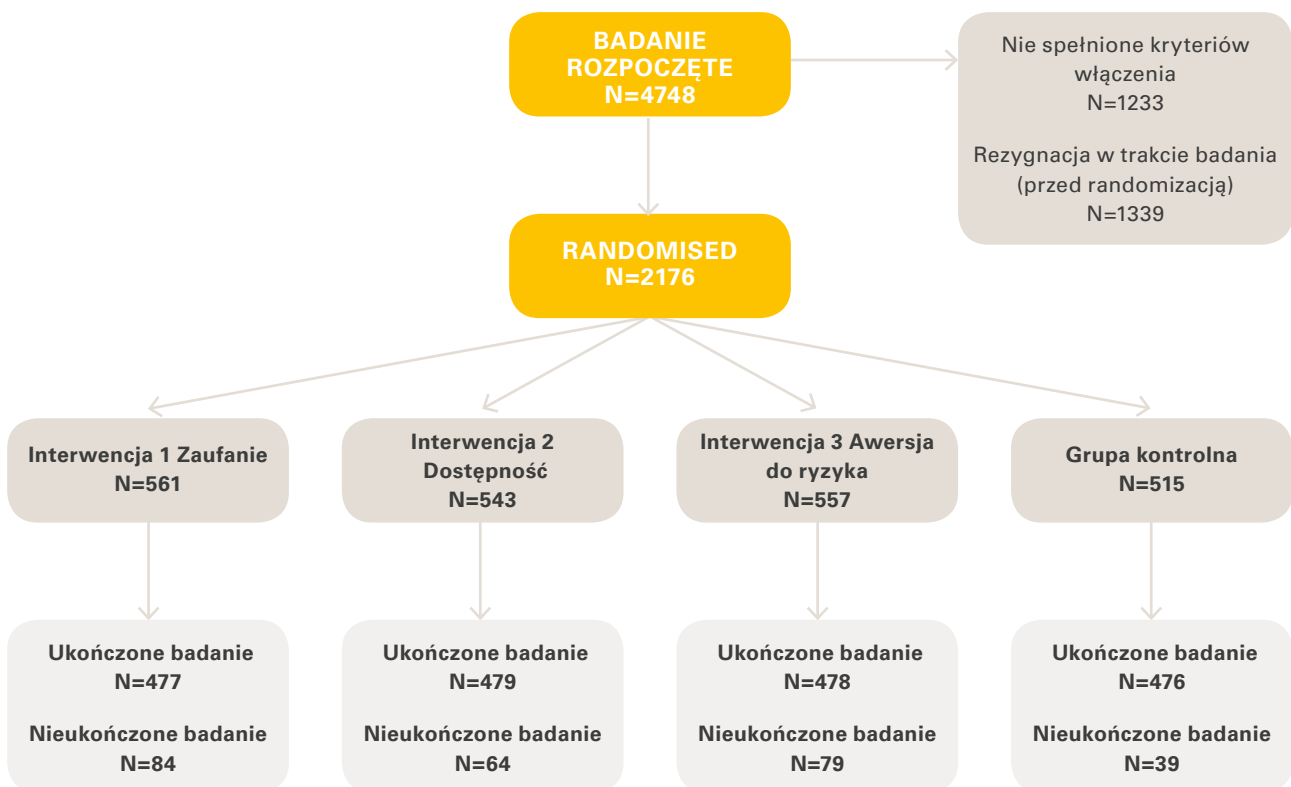 BADANIE
ROZPOCZĘTE
N=4748
Nie spełnione kryteriów
włączenia
N=1233
Rezygnacja w trakcie badania
(przed randomizacją)
N=1339
RANDOMISED
N=2176
Interwencja 1 Zaufanie
N=561
Interwencja 2
Dostępność
N=543
Interwencja 3 Awersja
do ryzyka
N=557
Grupa kontrolna
N=515
Ukończone badanie
N=477
Nieukończone badanie
N=84
Ukończone badanie
N=479
Nieukończone badanie
N=64
Ukończone badanie
N=478
Nieukończone badanie
N=79
Ukończone badanie
N=476
Nieukończone badanie
N=39